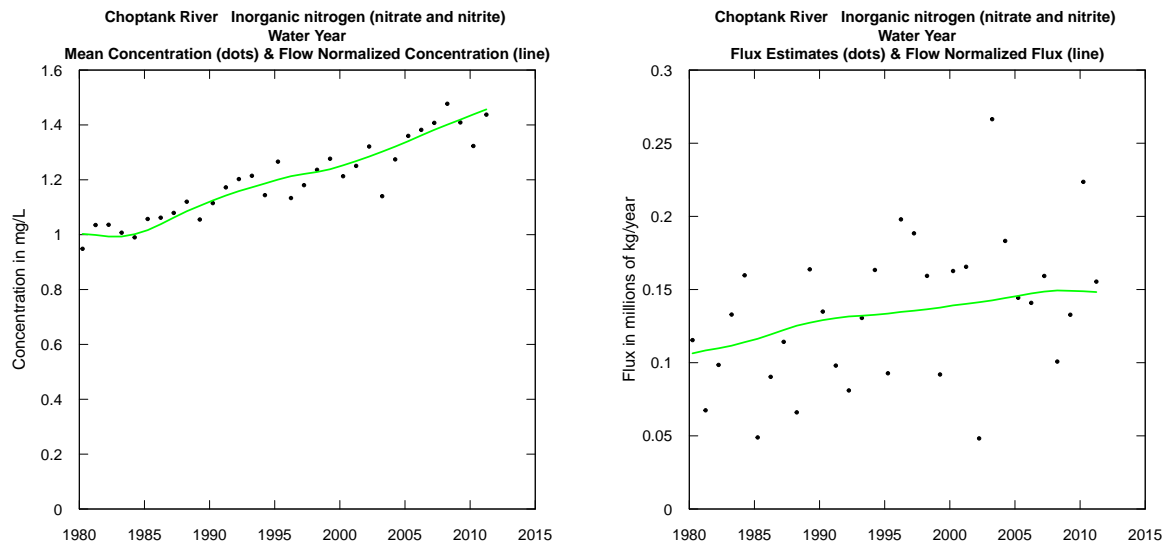 Choptank River Inorganic nitrogen (nitrate and nitrite)
Water Year
Mean Concentration (dots) & Flow Normalized Concentration (line)
1.6
1.4
1.2
1
0.8
0.6
0.4
0.2
0
Concentration in mg/L
1980 1985 1990 1995 2000 2005 2010 2015
Choptank River Inorganic nitrogen (nitrate and nitrite)
Water Year
Flux Estimates (dots) & Flow Normalized Flux (line)
0.3
0.25
0.2
0.15
0.1
0.05
0
Flux in millions of kg/year
1980 1985 1990 1995 2000 2005 2010 2015